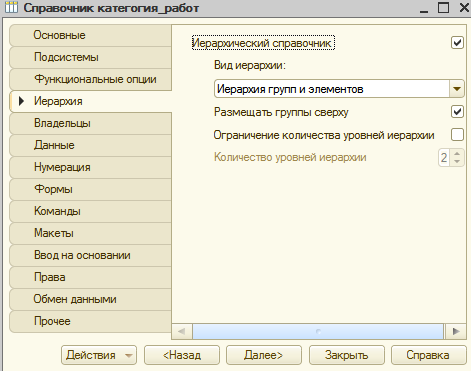 Справочник категогия_работ
Основные
Подсистемы
Функциональные опции
Иерархия
Владельцы
Данные
Нумерация
Формы
Команды
Макеты
Ввод на основании
Права
Обмен данными
Прочее
Иерархический справочник
Вид иерархии:
Иерархия групп и элементов
Размещать группы сверху
Ограничение количества уровней иерархии
Количество уровней иерархии 2
Действия <Назад Далее> Закрыть Справка